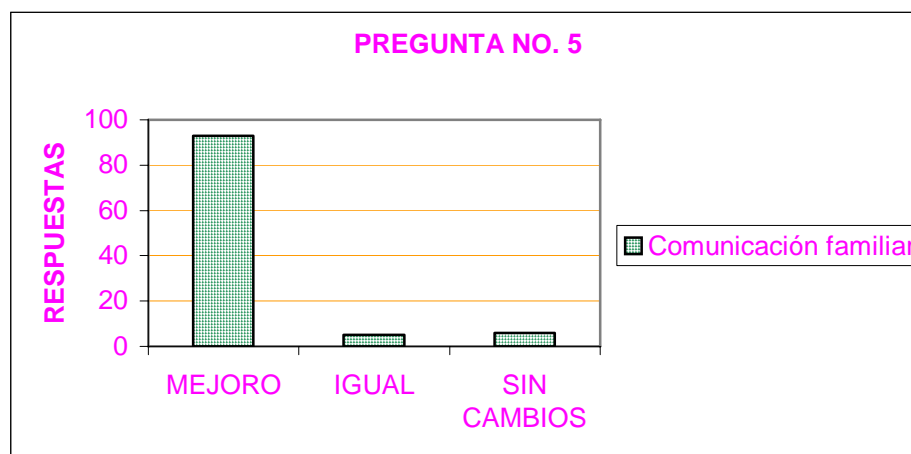 PREGUNTA NO. 5
RESPUESTAS
100
80
60
40
20
0
MEJORO
IGUAL
SIN
CAMBIOS
Comunicación familiar